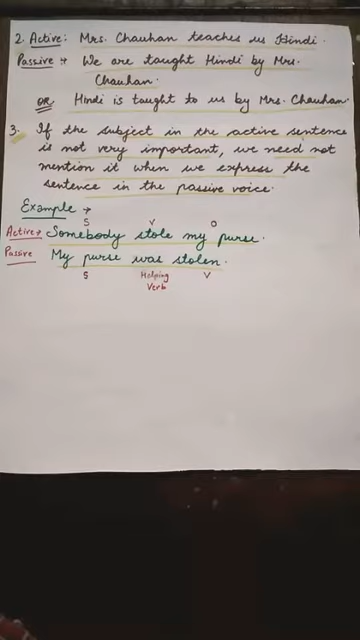 2. Active: Mrs. Chauhan teaches us Hindi.
Passive → We are taught Hindi by Mrs.
Chauhan.
OR Hindi is taught to us by Mrs. Chauhan.
3. If the subject in the active sentence
is not very important, we need not
mention it when we express the
sentence in the passive voice.
Example →
S V O
Active → Somebody stole my purse.
Passive My purse was stolen.
S Helping V
Verb